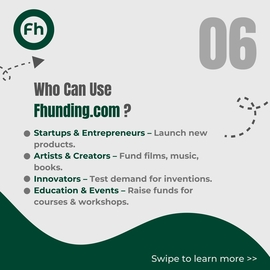 Fh
06
Who Can Use
Fhunding.com ?
Startups & Entrepreneurs – Launch new
products.
Artists & Creators – Fund films, music,
books.
Innovators – Test demand for inventions.
Education & Events – Raise funds for
courses & workshops.
Swipe to learn more >>